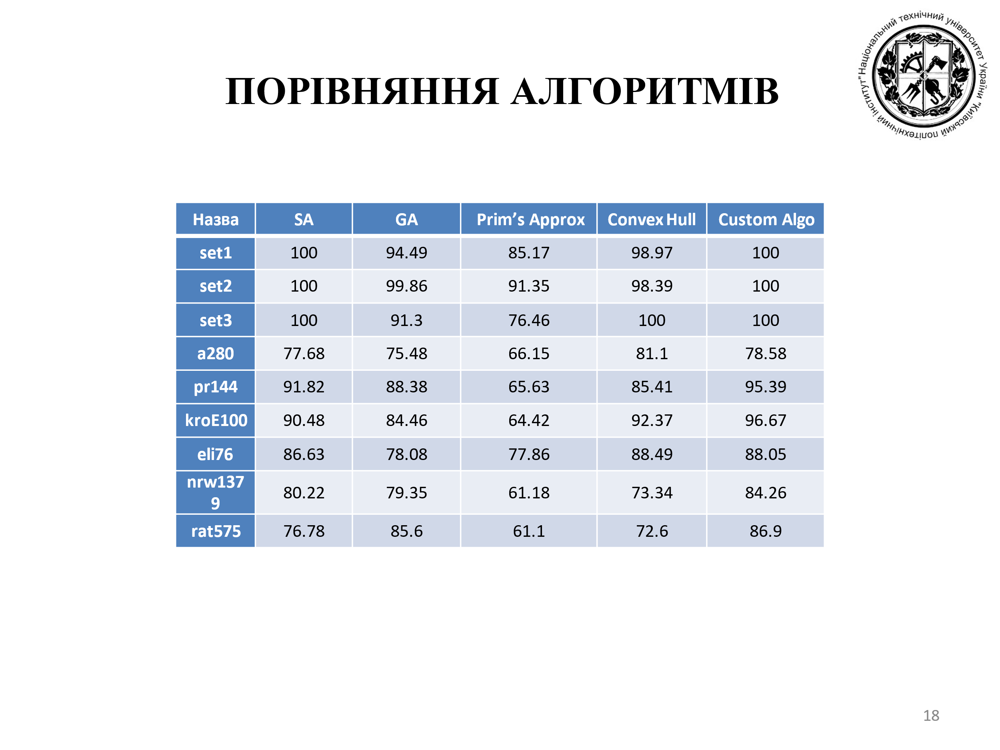 Національний технічний університет України "Київський політехнічний інститут"
ПОРІВНЯННЯ АЛГОРИТМІВ
Назва SA GA Prim’s Approx Convex Hull Custom Algo
set1 100 94.49 85.17 98.97 100
set2 100 99.86 91.35 98.39 100
set3 100 91.3 76.46 100 100
a280 77.68 75.48 66.15 81.1 78.58
pr144 91.82 88.38 65.63 85.41 95.39
kroE100 90.48 84.46 64.42 92.37 96.67
eli76 86.63 78.08 77.86 88.49 88.05
nrw137
9 80.22 79.35 61.18 73.34 84.26
rat575 76.78 85.6 61.1 72.6 86.9
18